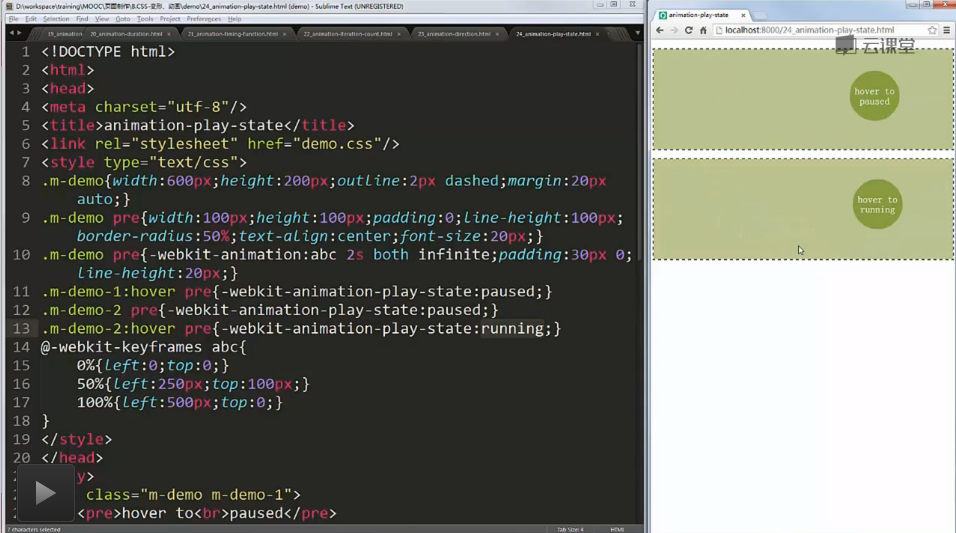 D:\workspace\training\MOOC\页面制作\8.CSS-变形、动画\demo\24_animation-play-state.html (demo) - Sublime Text (UNREGISTERED)
File Edit Selection Find View Goto Tools Project Preferences Help
19_animation 20_animation-duration.html 21_animation-timing-function.html 22_animation-itration-count.html 23_animation-direction.html 24_animation-play-state.html
1 <!DOCTYPE html>
2 <html>
3 <head>
4 <meta charset="utf-8"/>
5 <title>animation-play-state</title>
6 <link rel="stylesheet" href="demo.css"/>
7 <style type="text/css">
8 .m-demo{width:600px;height:200px;outline:2px dashed;margin:20px
auto;}
9 .m-demo pre{width:100px;height:100px;padding:0;line-height:100px;
border-radius:50%;text-align:center;font-size:20px;}
10 .m-demo pre{-webkit-animation:abc 2s both infinite;padding:30px 0;
line-height:20px;}
11 .m-demo-1:hover pre{-webkit-animation-play-state:paused;}
12 .m-demo-2 pre{-webkit-animation-play-state:paused;}
13 .m-demo-2:hover pre{-webkit-animation-play-state:running;}
14 @-webkit-keyframes abc{
15 0%{left:0;top:0;}
16 50%{left:250px;top:100px;}
17 100%{left:500px;top:0;}
18 }
19 </style>
20 </head>
y>
class="m-demo m-demo-1">
<pre>hover to<br>paused</pre>
7 characters selected
Tab Size: 4
HTML
animation-play-state
localhost:8000/24_animation-play-state.html
云课堂
hover to
paused
hover to
running